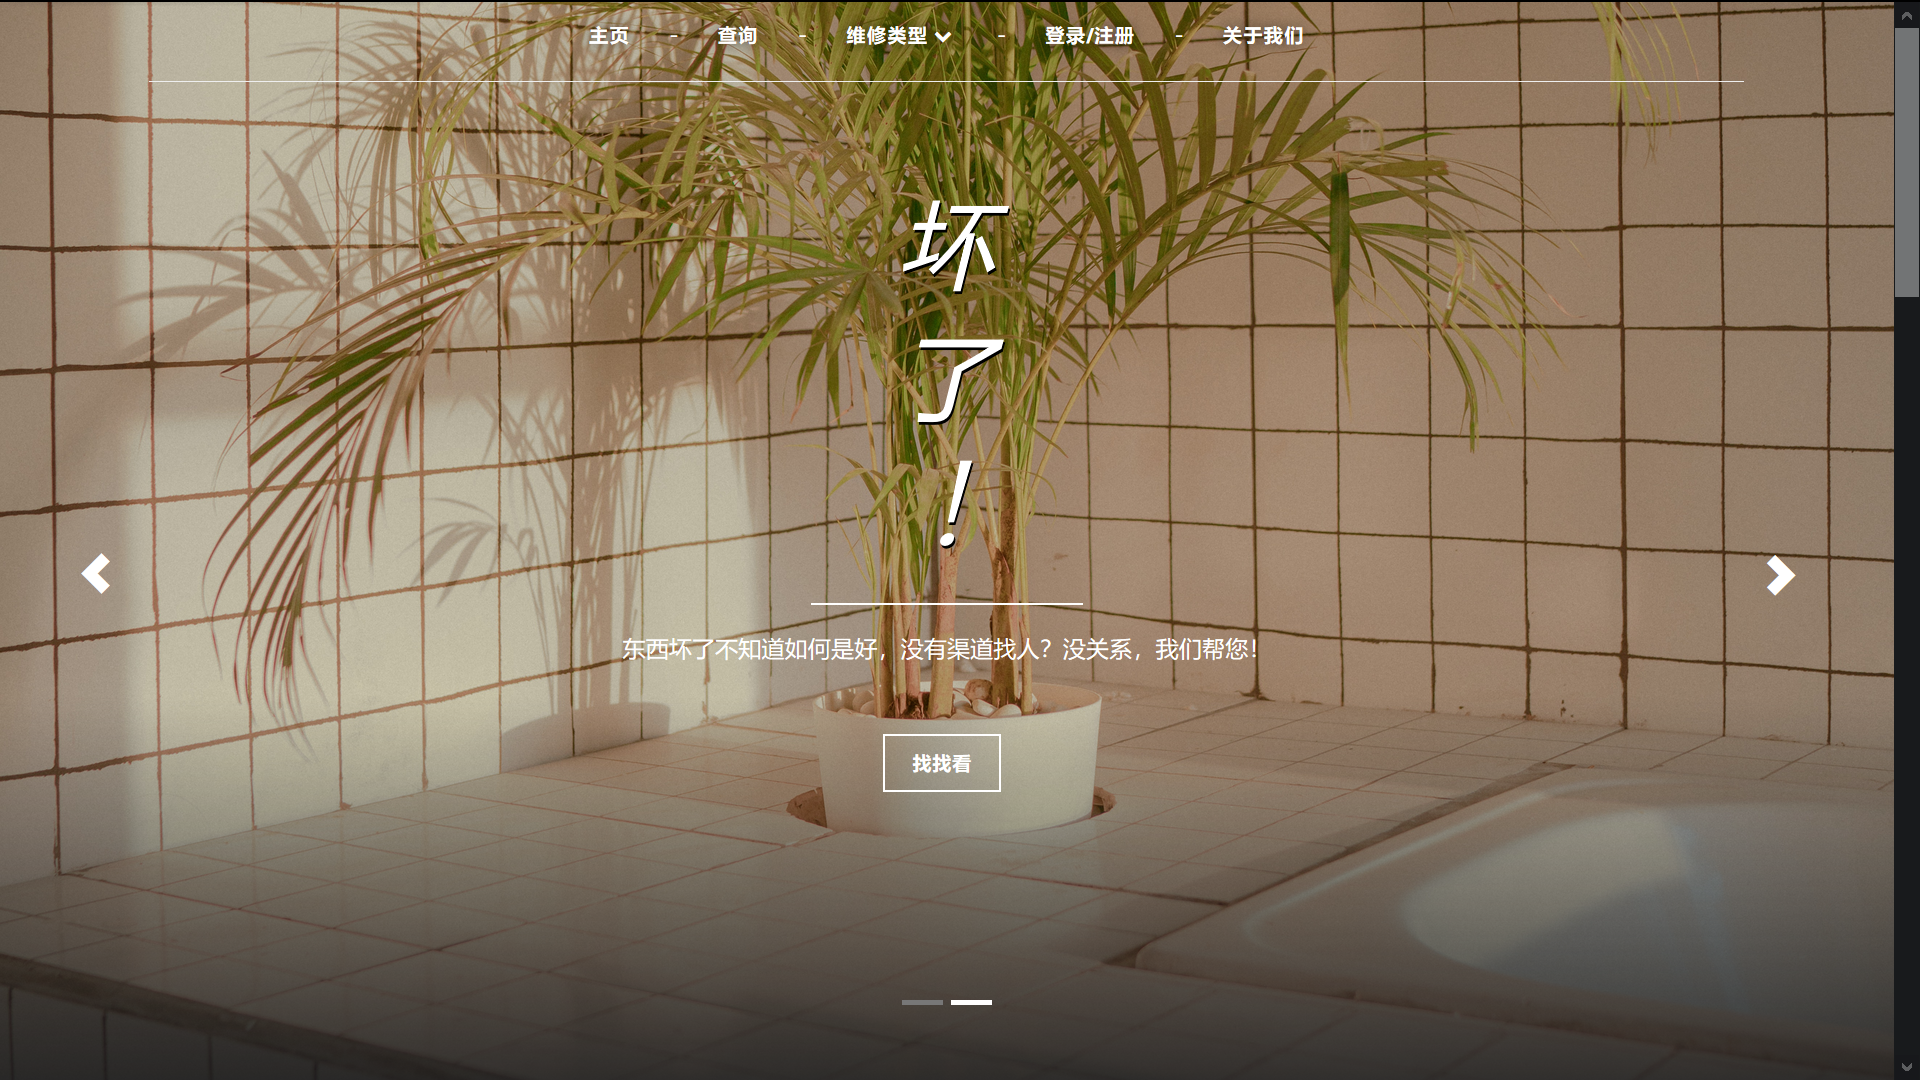 主页 - 查询 - 维修类型 - 登录/注册 - 关于我们
坏
了
！
东西坏了不知道如何是好，没有渠道找人？没关系，我们帮您！
找找看